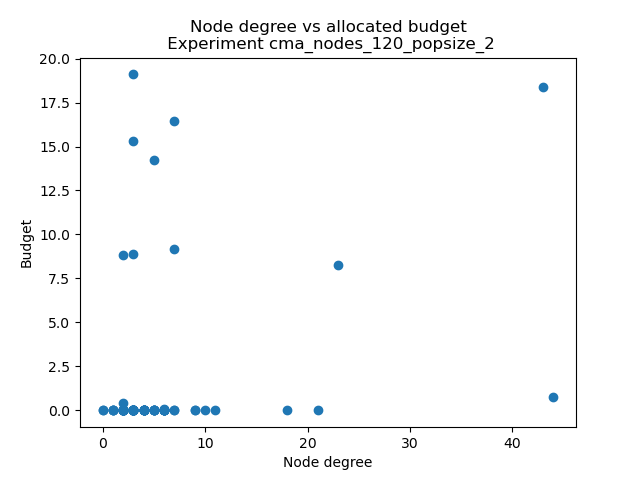 Node degree vs allocated budget
Experiment cma_nodes_120_popsize_2
20.0
17.5
15.0
12.5
10.0
7.5
5.0
2.5
0.0
Budget
0 10 20 30 40
Node degree